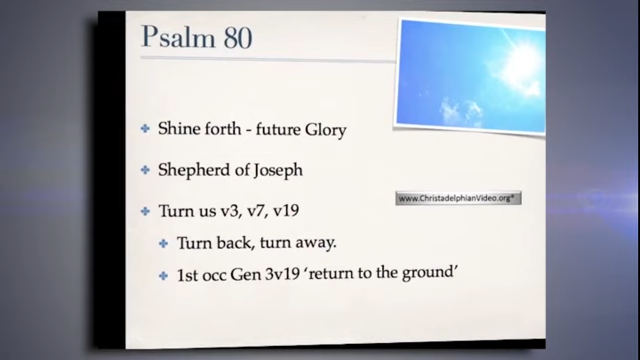 Psalm 80
Shine forth - future Glory
Shepherd of Joseph
www.ChristadelphianVideo.org®
Turn us v3, v7, v19
Turn back, turn away.
1st occ Gen 3v19 ‘return to the ground’